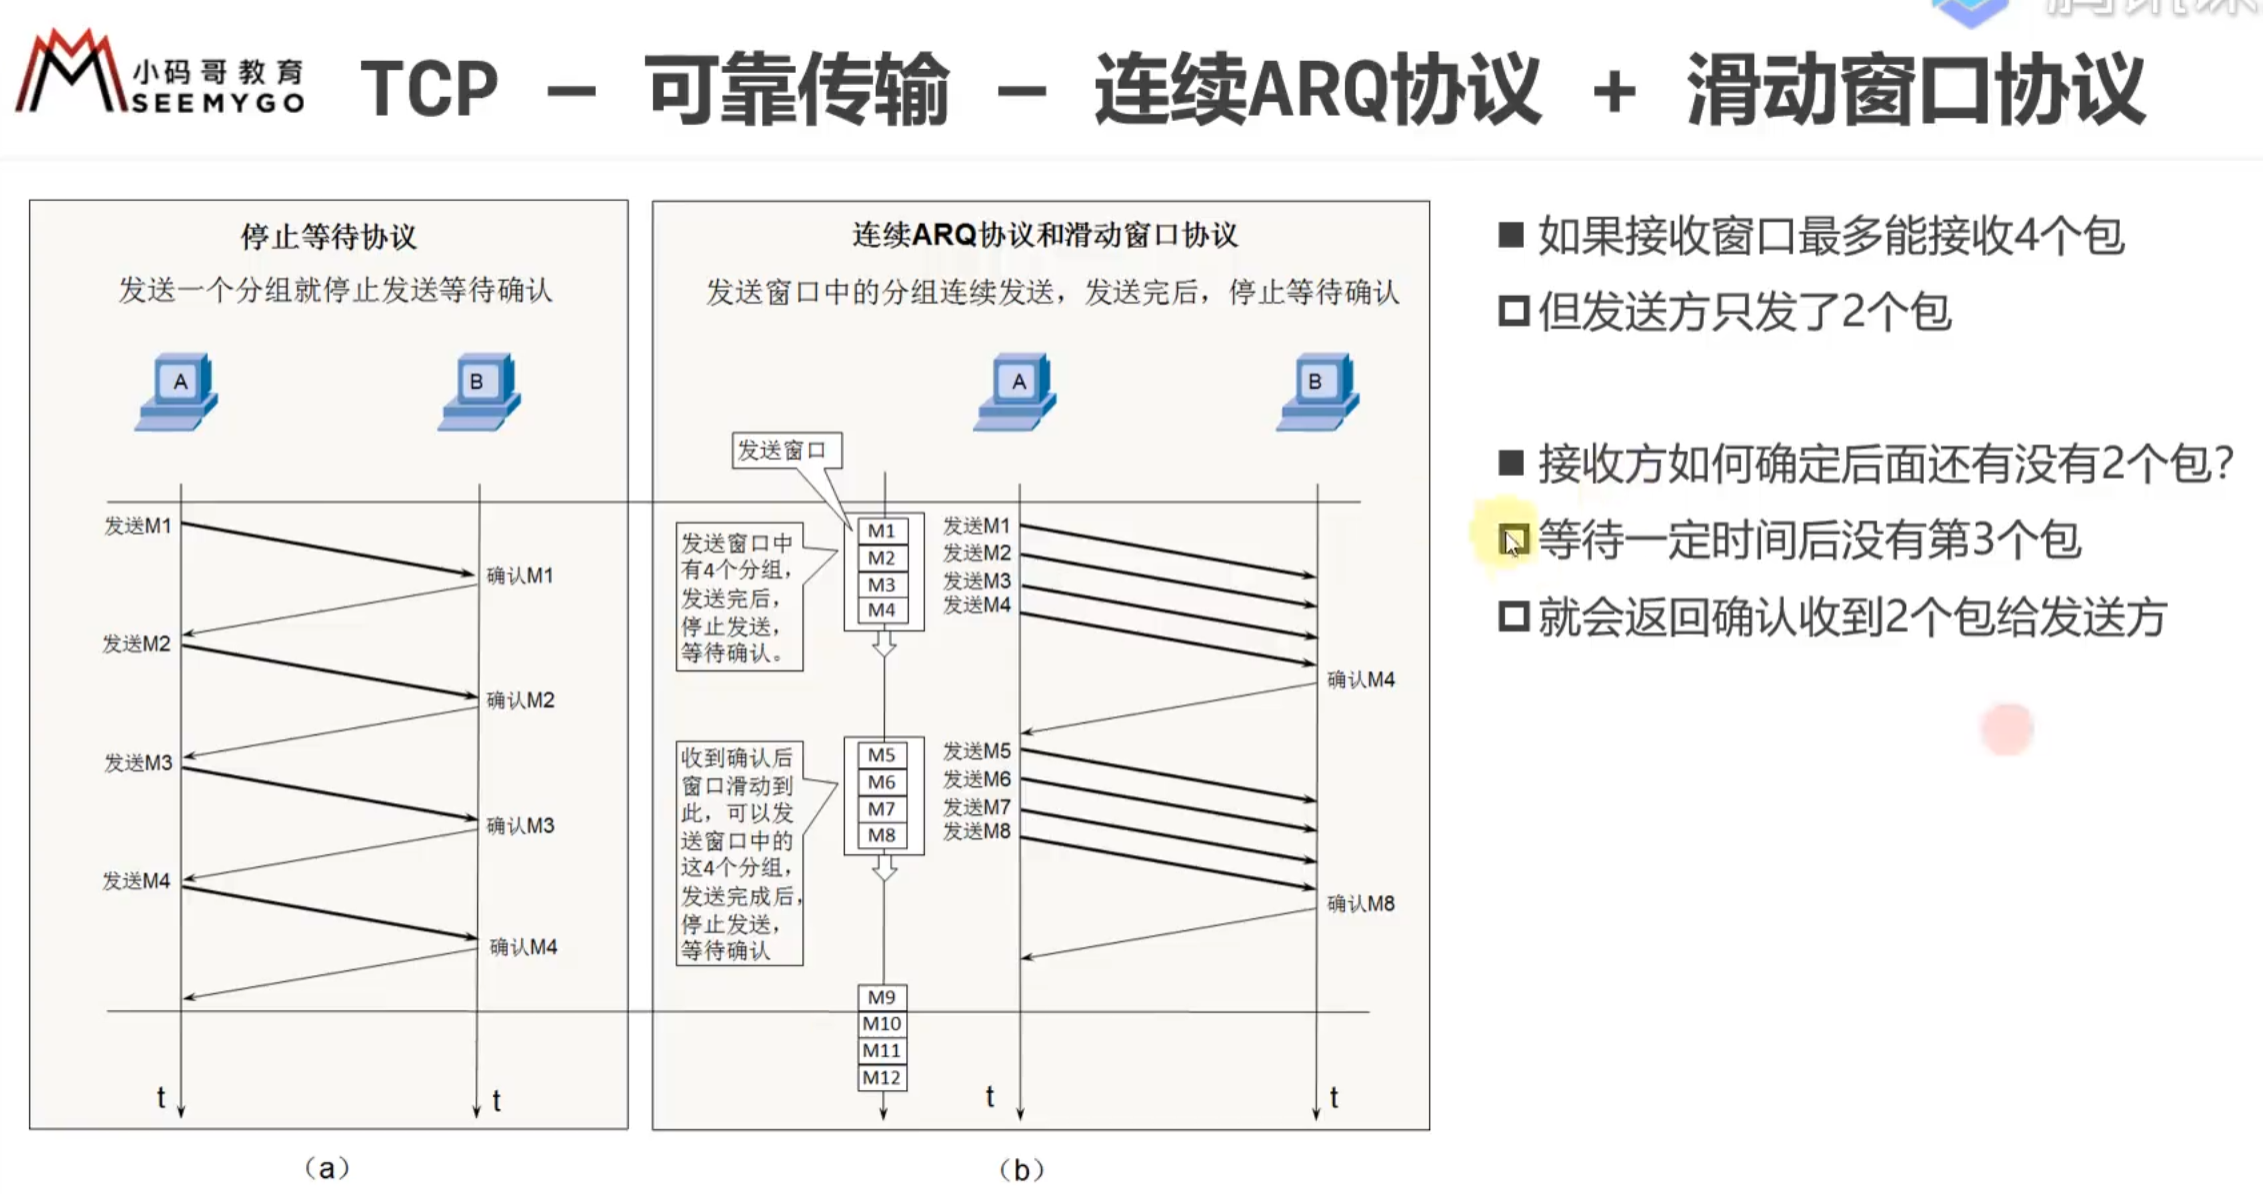 小码哥教育
SEEMYGO
TCP – 可靠传输 – 连续ARQ协议 + 滑动窗口协议
停止等待协议
发送一个分组就停止发送等待确认
A
B
发送M1
确认M1
发送M2
确认M2
发送M3
确认M3
发送M4
确认M4
t
t
(a)
连续ARQ协议和滑动窗口协议
发送窗口中的分组连续发送，发送完后，停止等待确认
A
B
发送窗口
发送窗口中
有4个分组，
发送完后，
停止发送，
等待确认。
M1
M2
M3
M4
发送M1
发送M2
发送M3
发送M4
确认M4
收到确认后
窗口滑动到
此，可以发
送窗口中的
这4个分组，
发送完成后，
停止发送，
等待确认
M5
M6
M7
M8
发送M5
发送M6
发送M7
发送M8
确认M8
M9
M10
M11
M12
t
t
(b)
如果接收窗口最多能接收4个包
但发送方只发了2个包
接收方如何确定后面还有没有2个包?
等待一定时间后没有第3个包
就会返回确认收到2个包给发送方